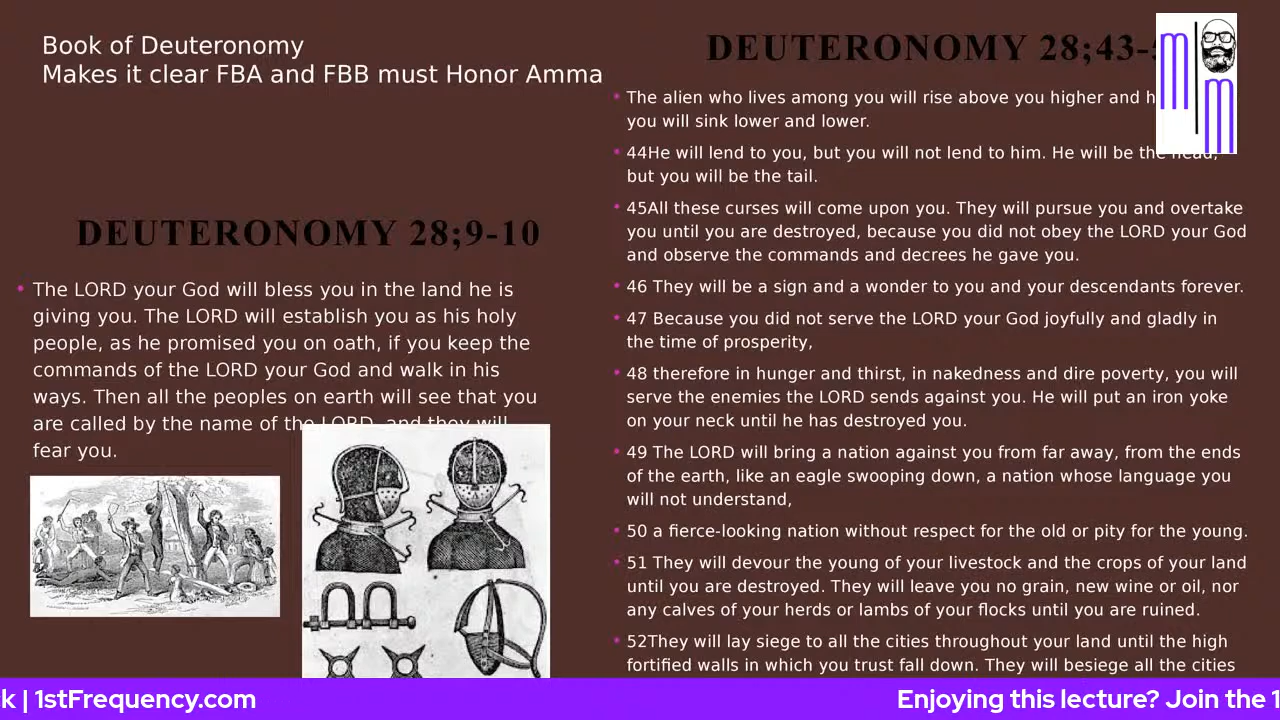 Book of Deuteronomy
Makes it clear FBA and FBB must Honor Amma
DEUTERONOMY 28;9-10
• The LORD your God will bless you in the land he is
giving you. The LORD will establish you as his holy
people, as he promised you on oath, if you keep the
commands of the LORD your God and walk in his
ways. Then all the peoples on earth will see that you
are called by the name of the LORD, and they will
fear you.
DEUTERONOMY 28;43-
• The alien who lives among you will rise above you higher and
you will sink lower and lower.
• 44He will lend to you, but you will not lend to him. He will be the head,
but you will be the tail.
• 45All these curses will come upon you. They will pursue you and overtake
you until you are destroyed, because you did not obey the LORD your God
and observe the commands and decrees he gave you.
• 46 They will be a sign and a wonder to you and your descendants forever.
• 47 Because you did not serve the LORD your God joyfully and gladly in
the time of prosperity,
• 48 therefore in hunger and thirst, in nakedness and dire poverty, you will
serve the enemies the LORD sends against you. He will put an iron yoke
on your neck until he has destroyed you.
• 49 The LORD will bring a nation against you from far away, from the ends
of the earth, like an eagle swooping down, a nation whose language you
will not understand,
• 50 a fierce-looking nation without respect for the old or pity for the young.
• 51 They will devour the young of your livestock and the crops of your land
until you are destroyed. They will leave you no grain, new wine or oil, nor
any calves of your herds or lambs of your flocks until you are ruined.
• 52They will lay siege to all the cities throughout your land until the high
fortified walls in which you trust fall down. They will besiege all the cities
m
m
k | 1stFrequency.com
Enjoying this lecture? Join the 1